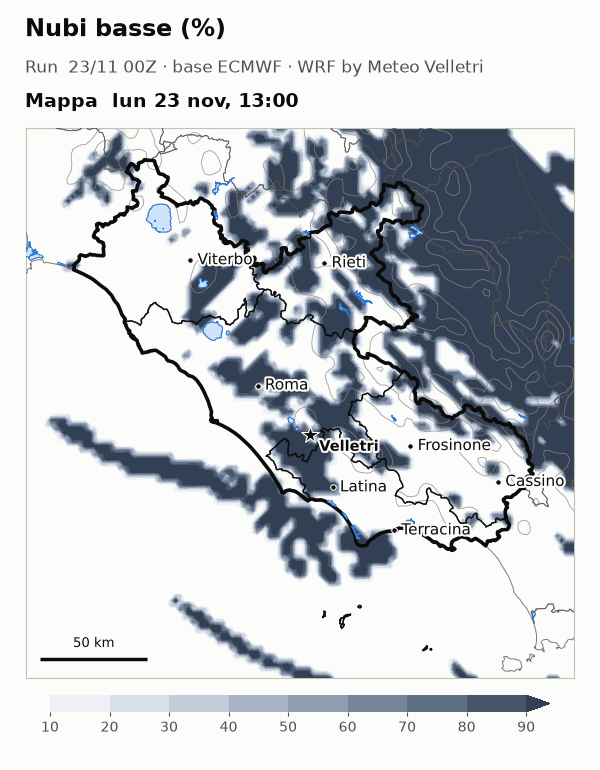 Nubi basse (%)
Run  23/11 00Z · base ECMWF · WRF by Meteo Velletri
Mappa  lun 23 nov, 13:00
Viterbo
Rieti
Roma
Velletri
Frosinone
Cassino
Latina
Terracina
50 km
10 20 30 40 50 60 70 80 90